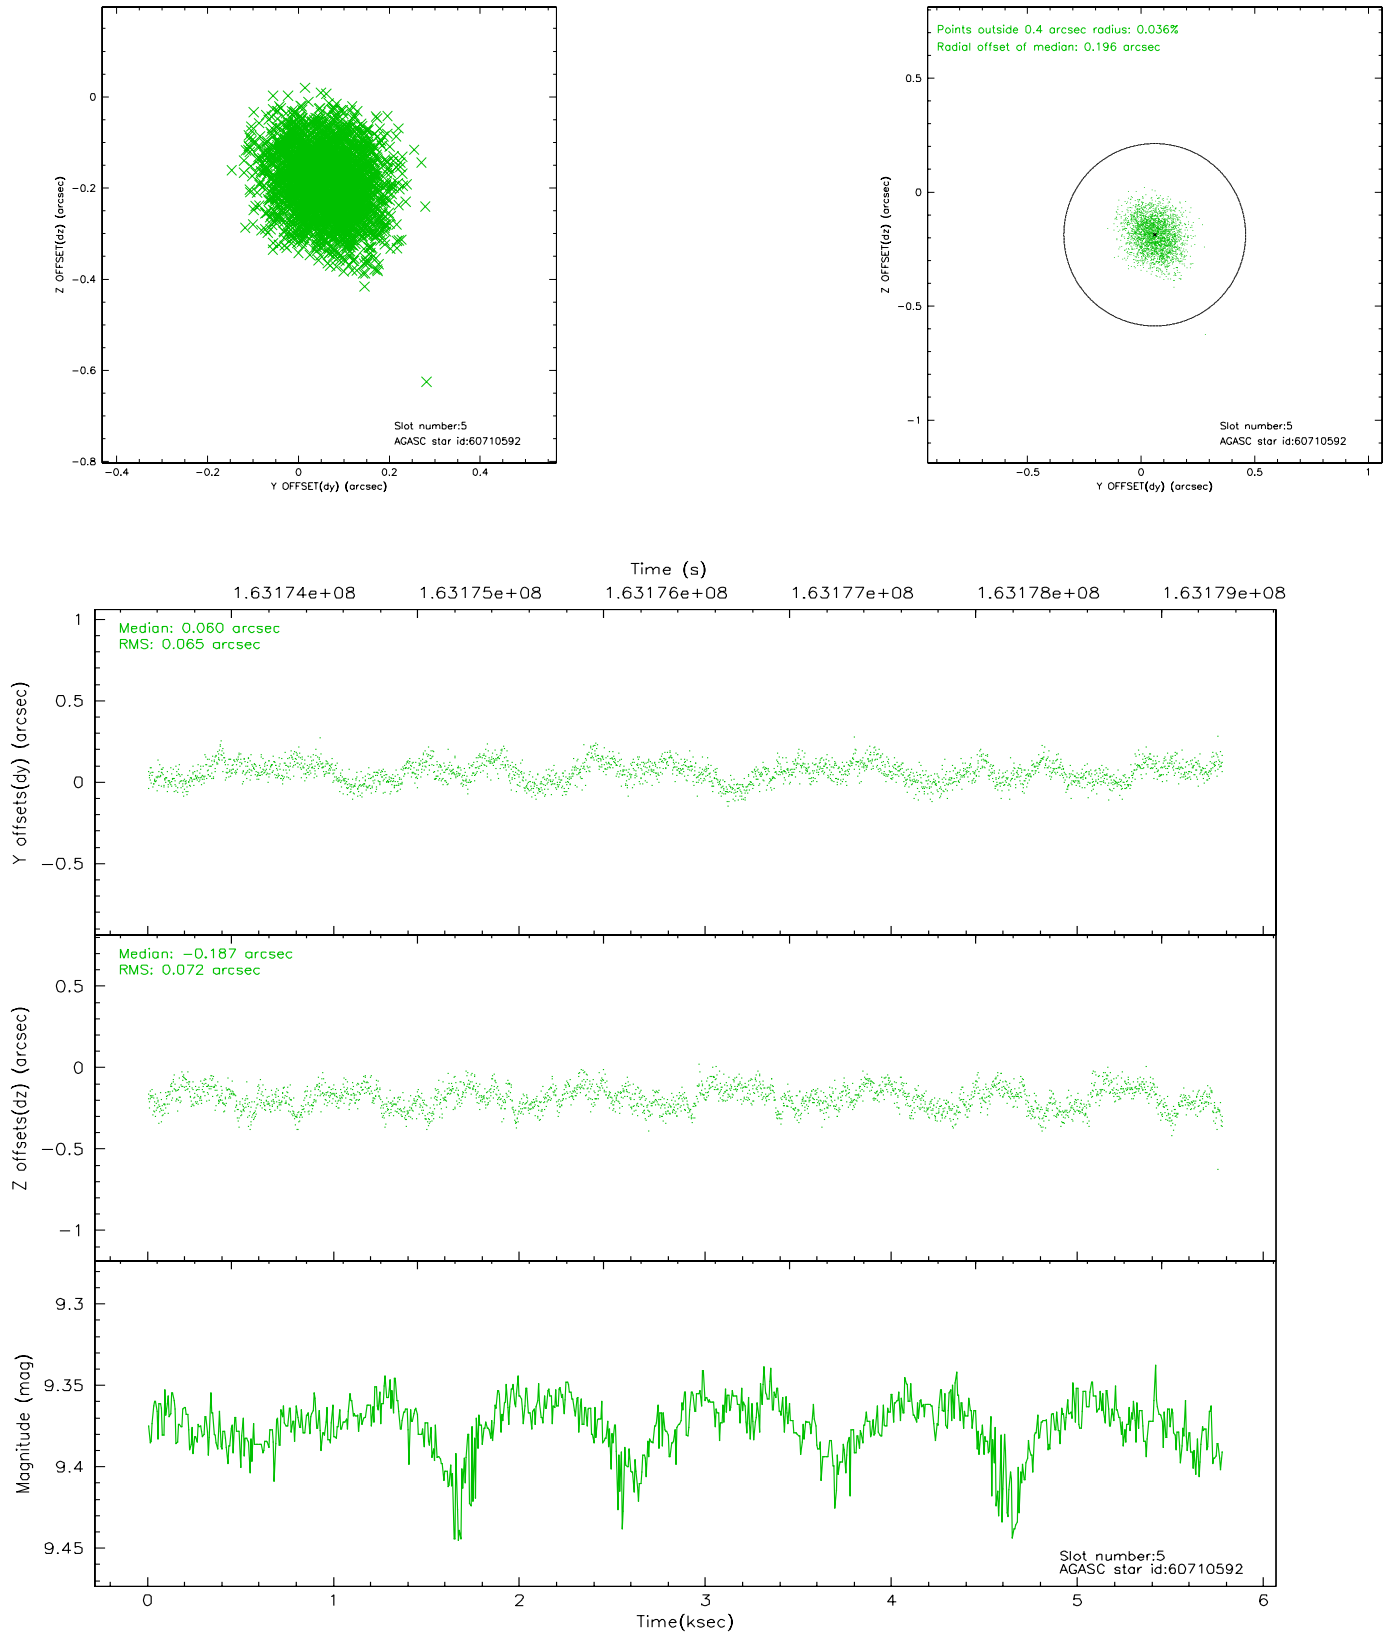 0
−0.2
−0.4
−0.6
−0.8
Z OFFSET(dz) (arcsec)
Slot number:5
AGASC star id:60710592
−0.4 −0.2 0 0.2 0.4
Y OFFSET(dy) (arcsec)
Points outside 0.4 arcsec radius: 0.036%
Radial offset of median: 0.196 arcsec
0.5
0
−0.5
−1
Z OFFSET(dz) (arcsec)
Slot number:5
AGASC star id:60710592
−0.5 0 0.5 1
Y OFFSET(dy) (arcsec)
Time (s)
1.63174e+08 1.63175e+08 1.63176e+08 1.63177e+08 1.63178e+08 1.63179e+08
Median: 0.060 arcsec
RMS: 0.065 arcsec
1
0.5
0
−0.5
Y offsets(dy) (arcsec)
Median: −0.187 arcsec
RMS: 0.072 arcsec
0.5
0
−0.5
−1
Z offsets(dz) (arcsec)
9.3
9.35
9.4
9.45
Magnitude (mag)
Slot number:5
AGASC star id:60710592
0 1 2 3 4 5 6
Time(ksec)